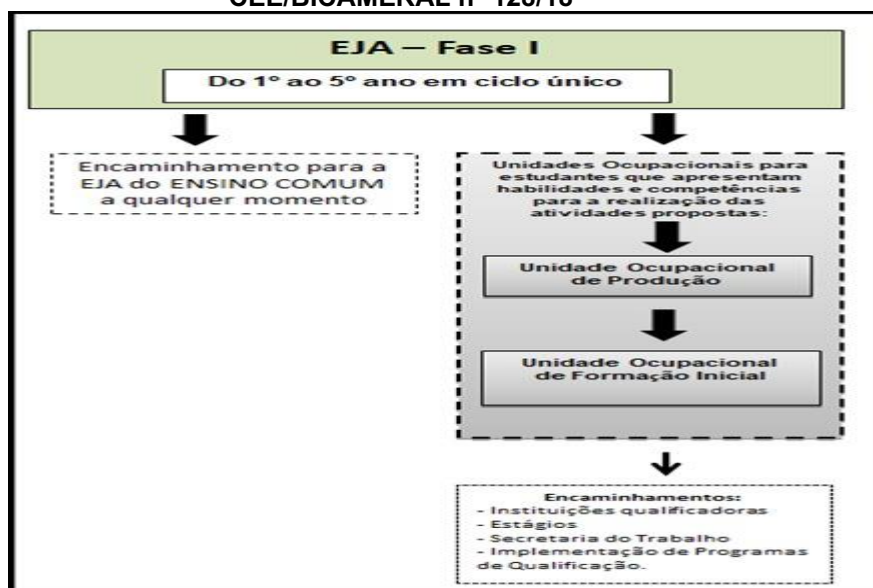 EJA – Fase I
Do 1º ao 5º ano em ciclo único
Encaminhamento para a
EJA do ENSINO COMUM
a qualquer momento
Unidades Ocupacionais para
estudantes que apresentam
habilidades e competências
para a realização das
atividades propostas:
Unidade Ocupacional
de Produção
Unidade Ocupacional
de Formação Inicial
Encaminhamentos:
- Instituições qualificadoras
- Estágios
- Secretaria do Trabalho
- Implementação de Programas
de Qualificação.